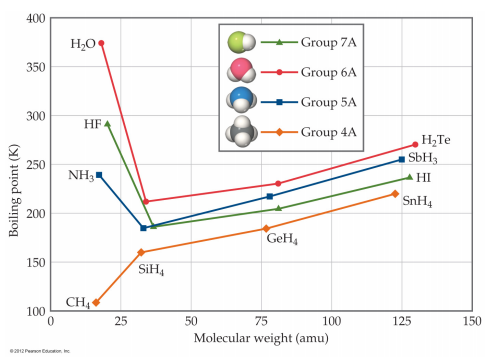 400
350
300
250
200
150
100
Boiling point (K)
0
25
50
75
100
125
150
Molecular weight (amu)
Group 7A
Group 6A
Group 5A
Group 4A
H₂O
HF
NH₃
CH₄
SiH₄
GeH₄
H₂Te
SbH₃
HI
SnH₄
© 2012 Pearson Education, Inc.